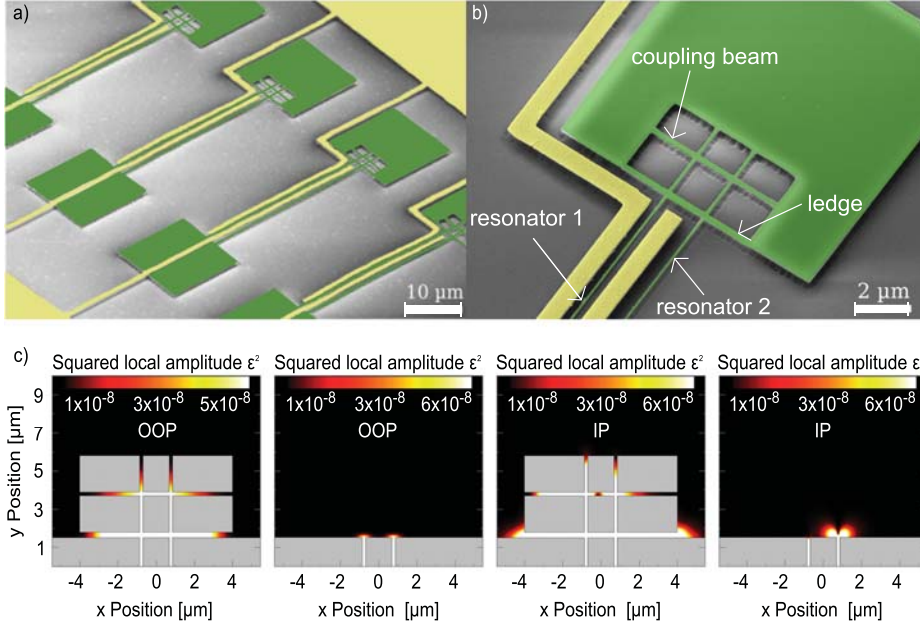 a)
10 µm
b)
coupling beam
ledge
resonator 1
resonator 2
2 µm
c)
Squared local amplitude ε²
1x10⁻⁸ 3x10⁻⁸ 5x10⁻⁸
OOP
Squared local amplitude ε²
1x10⁻⁸ 3x10⁻⁸ 6x10⁻⁸
OOP
Squared local amplitude ε²
1x10⁻⁸ 3x10⁻⁸ 6x10⁻⁸
IP
Squared local amplitude ε²
1x10⁻⁸ 3x10⁻⁸ 6x10⁻⁸
IP
y Position [µm]
9
7
5
3
1
-4 -2 0 2 4
-4 -2 0 2 4
-4 -2 0 2 4
-4 -2 0 2 4
x Position [µm]
x Position [µm]
x Position [µm]
x Position [µm]